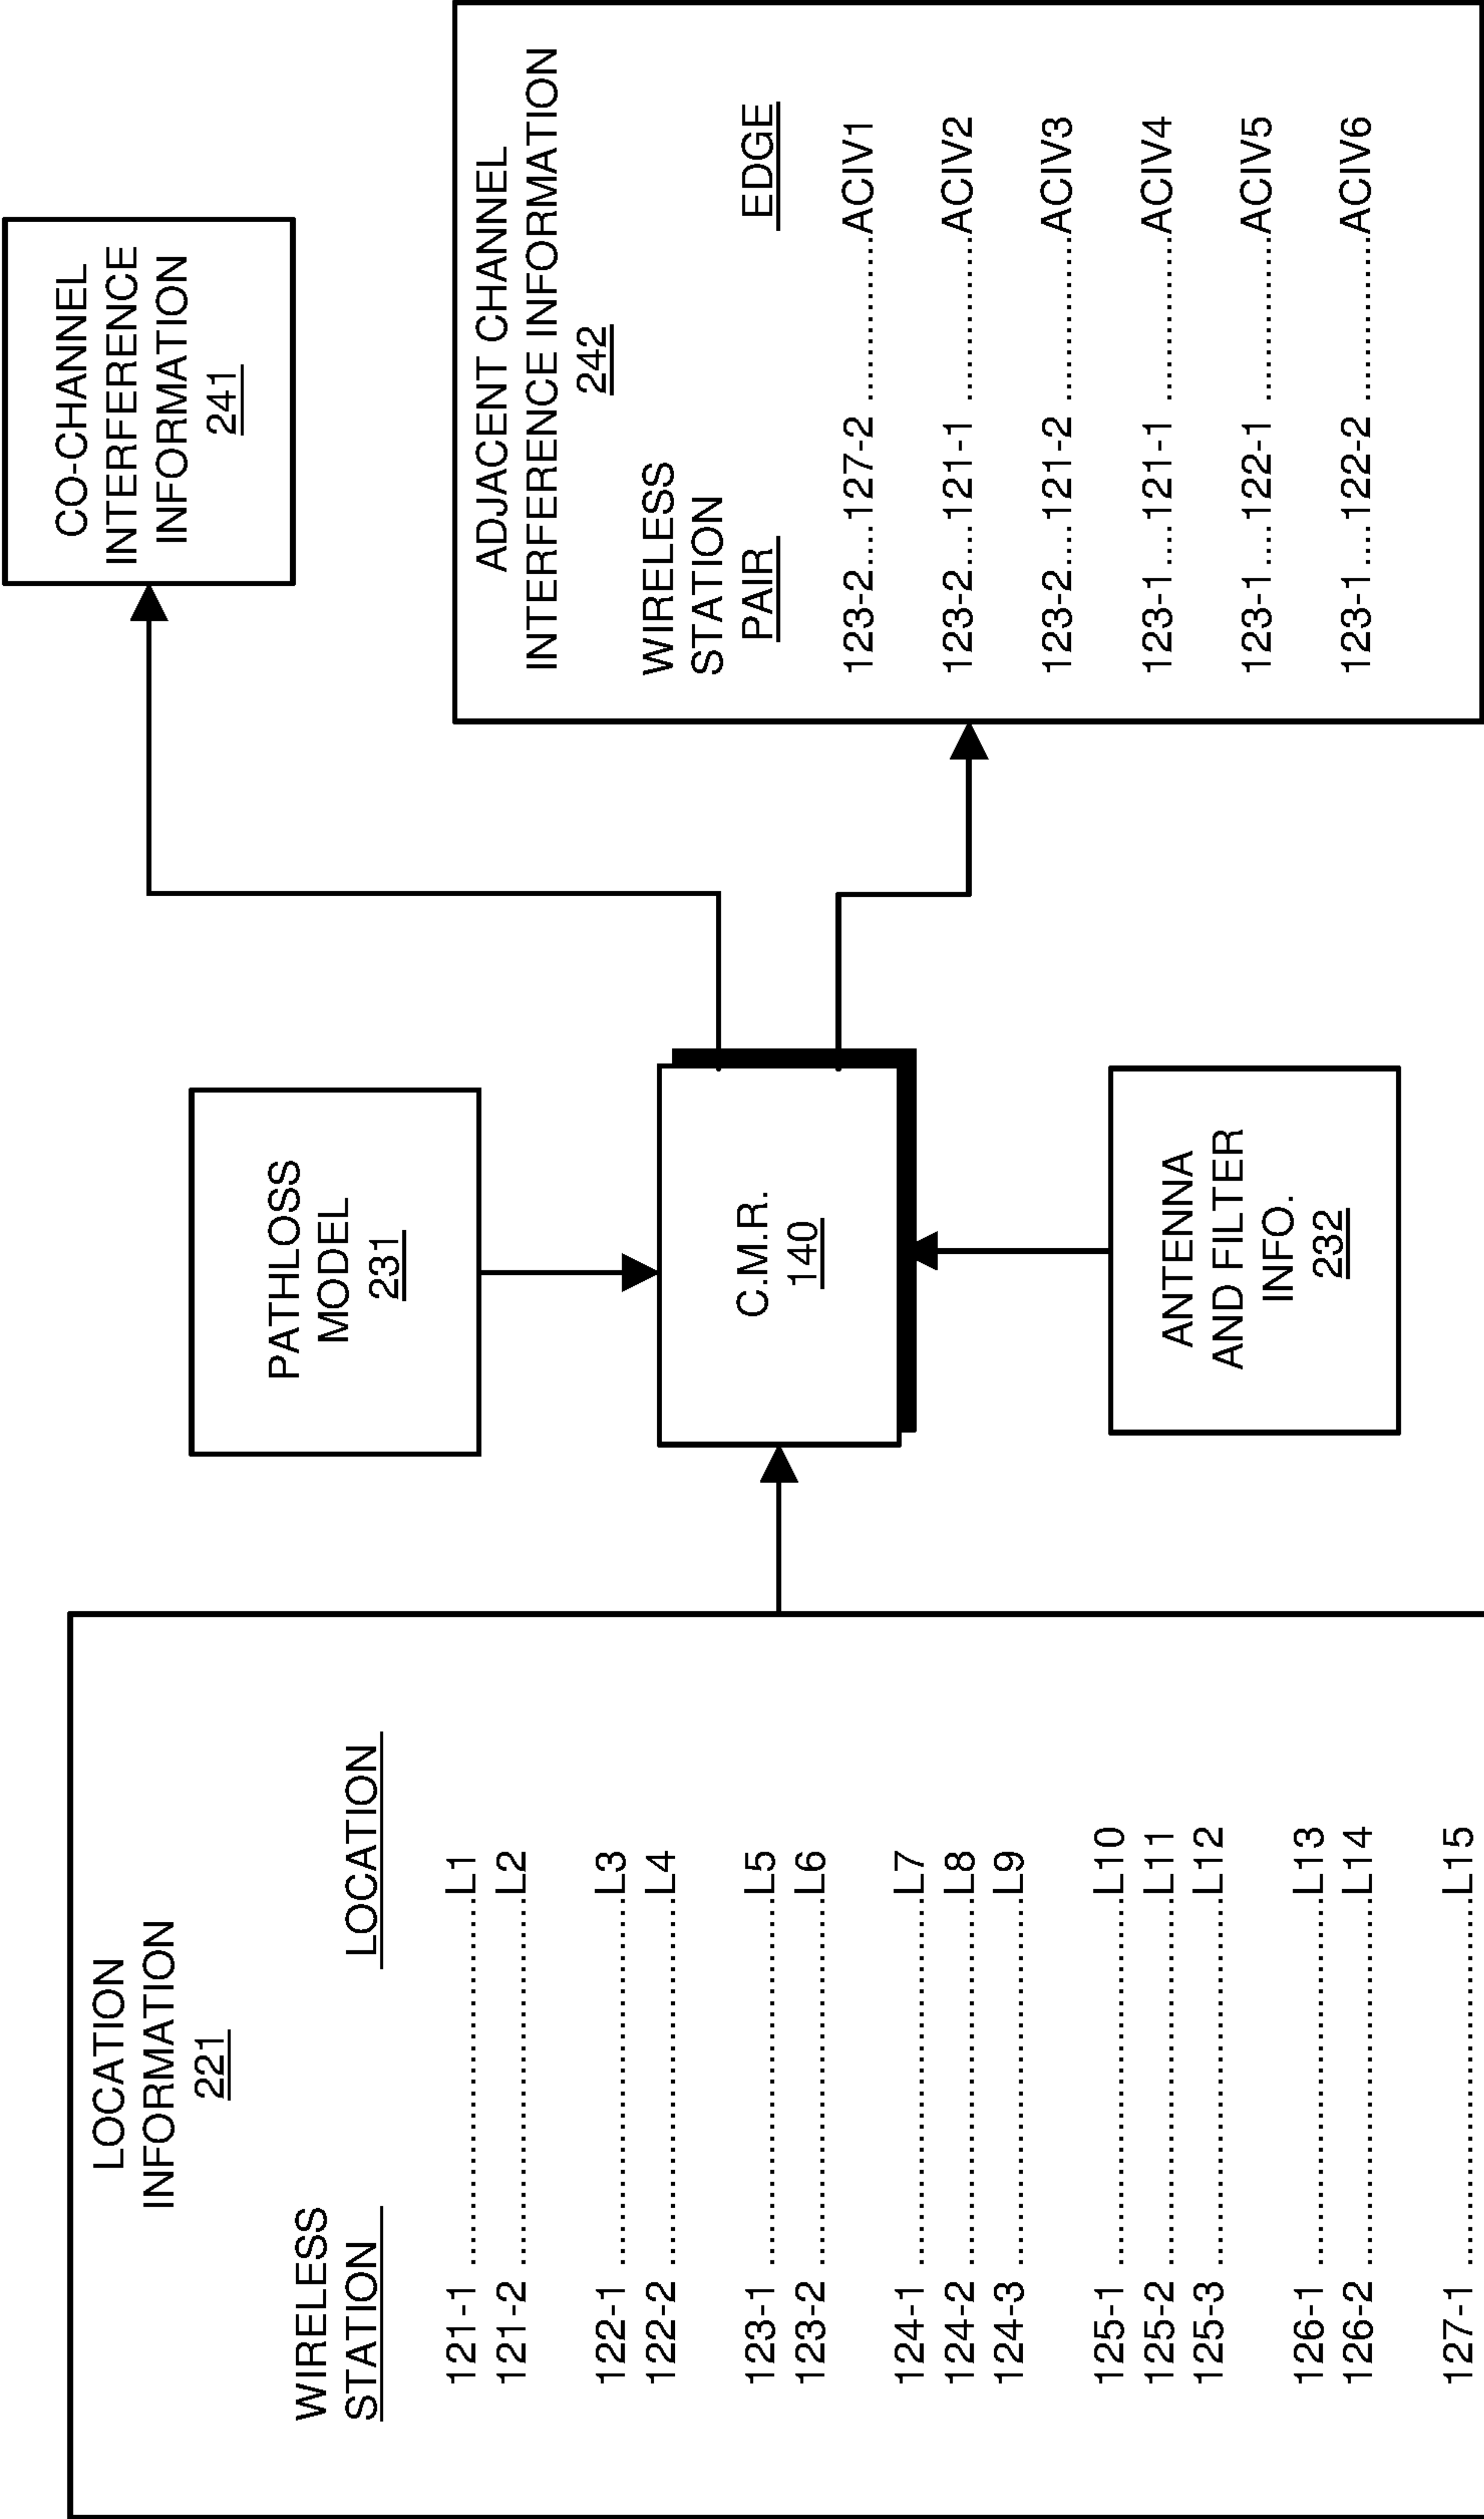 LOCATION
INFORMATION
221
WIRELESS
STATION
LOCATION
121-1 ................................ L1
121-2 ................................ L2
122-1 ................................ L3
122-2 ................................ L4
123-1 ................................ L5
123-2 ................................ L6
124-1 ................................ L7
124-2 ................................ L8
124-3 ................................ L9
125-1 ................................ L10
125-2 ................................ L11
125-3 ................................ L12
126-1 ................................ L13
126-2 ................................ L14
127-1 ................................ L15
PATHLOSS
MODEL
231
C.M.R.
140
ANTENNA
AND FILTER
INFO.
232
CO-CHANNEL
INTERFERENCE
INFORMATION
241
ADJACENT CHANNEL
INTERFERENCE INFORMATION
242
WIRELESS
STATION
PAIR
EDGE
123-2....127-2 ..............ACIV1
123-2....121-1 ..............ACIV2
123-2....121-2 ..............ACIV3
123-1....121-1 ..............ACIV4
123-1....122-1 ..............ACIV5
123-1....122-2 ..............ACIV6